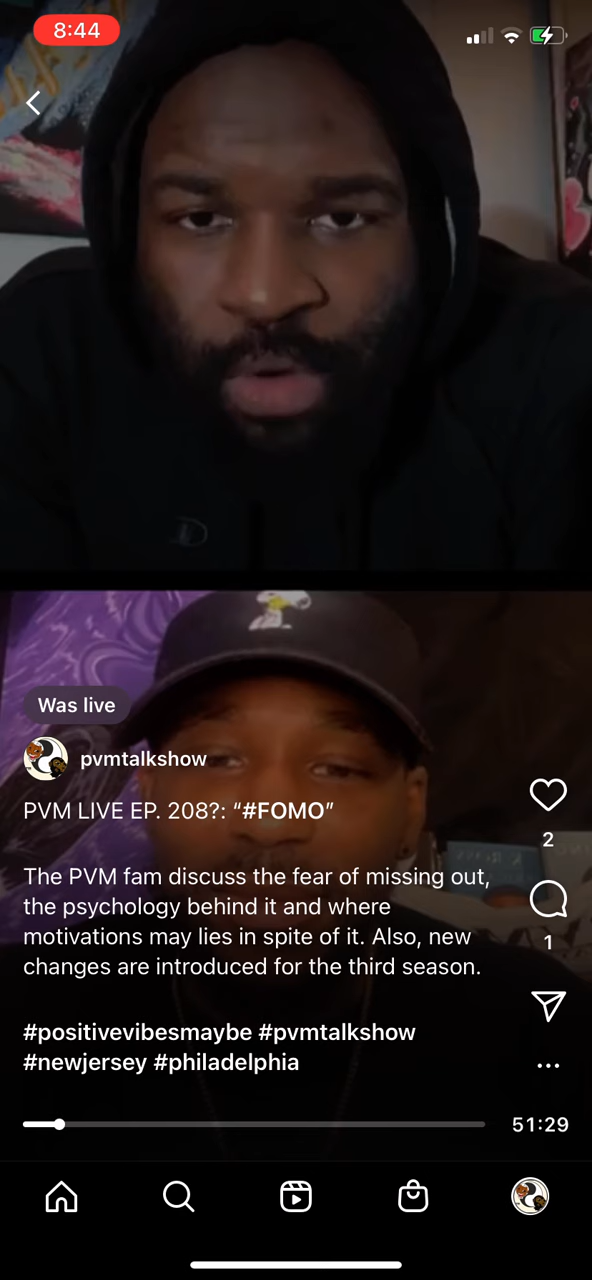 8:44
Was live
pvmtalkshow
PVM LIVE EP. 208?: “#FOMO”
2
The PVM fam discuss the fear of missing out,
the psychology behind it and where
motivations may lies in spite of it. Also, new
changes are introduced for the third season.
1
#positivevibesmaybe #pvmtalkshow
#newjersey #philadelphia
51:29